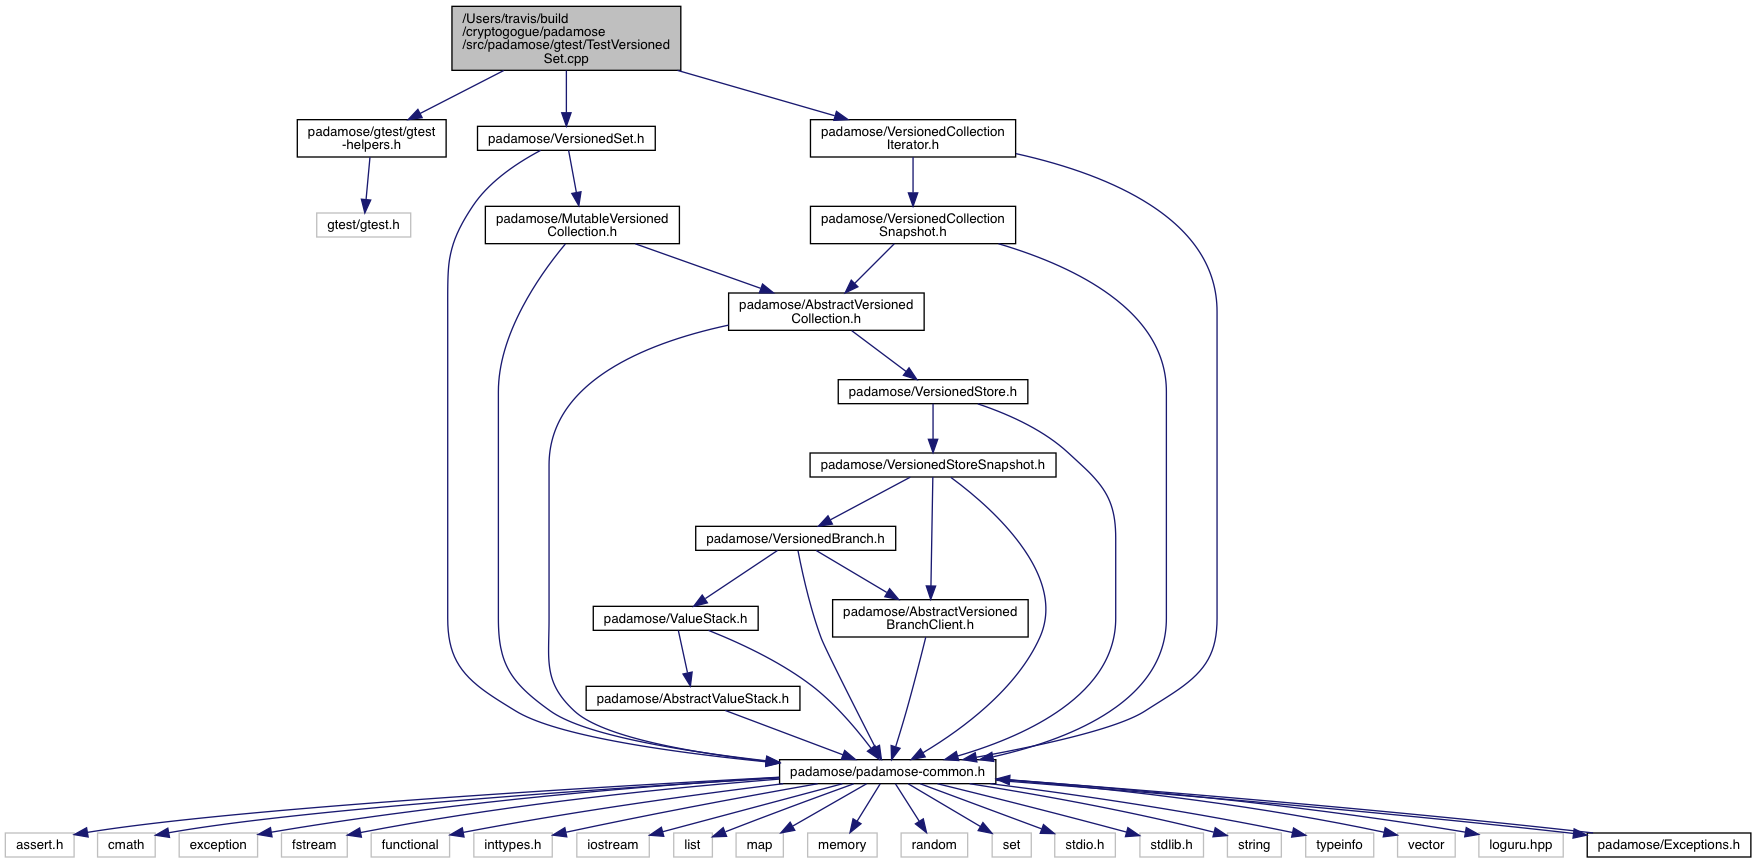 /Users/travis/build
/cryptogogue/padamose
/src/padamose/gtest/TestVersioned
Set.cpp
padamose/gtest/gtest
-helpers.h
padamose/VersionedSet.h
padamose/VersionedCollection
Iterator.h
gtest/gtest.h
padamose/MutableVersioned
Collection.h
padamose/VersionedCollection
Snapshot.h
padamose/AbstractVersioned
Collection.h
padamose/VersionedStore.h
padamose/VersionedStoreSnapshot.h
padamose/VersionedBranch.h
padamose/ValueStack.h
padamose/AbstractVersioned
BranchClient.h
padamose/AbstractValueStack.h
padamose/padamose-common.h
assert.h
cmath
exception
fstream
functional
inttypes.h
iostream
list
map
memory
random
set
stdio.h
stdlib.h
string
typeinfo
vector
loguru.hpp
padamose/Exceptions.h